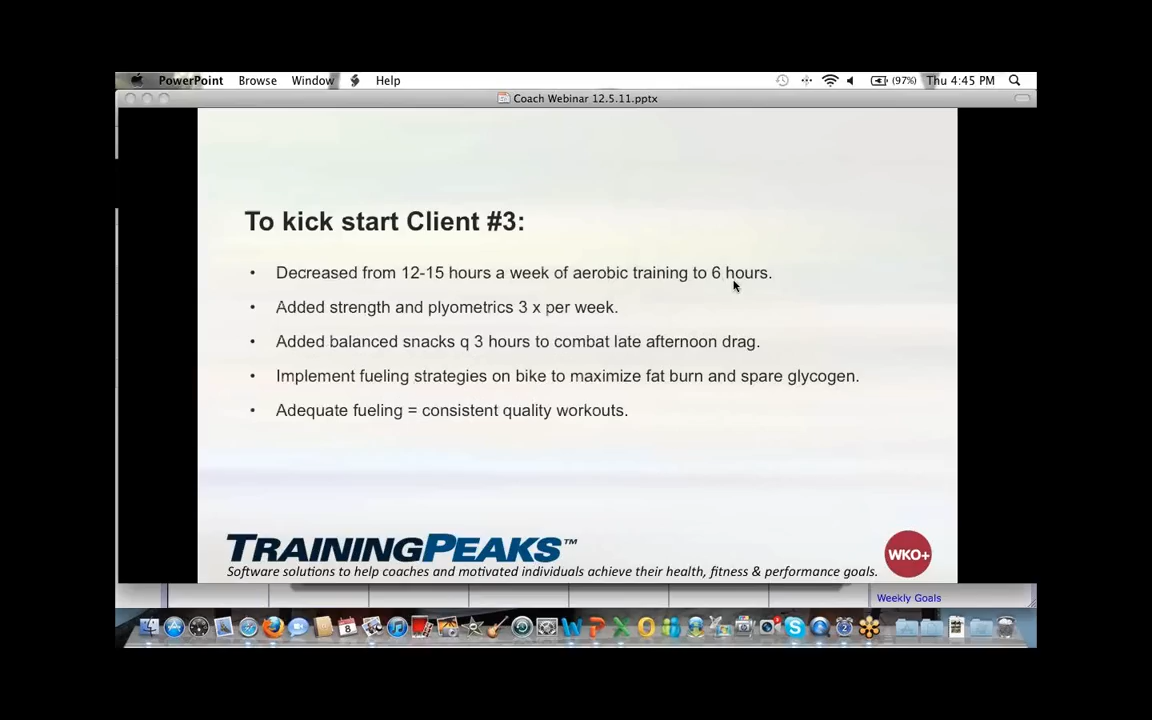 PowerPoint Browse Window Help (97%) Thu 4:45 PM
Coach Webinar 12.5.11.pptx
To kick start Client #3:
• Decreased from 12-15 hours a week of aerobic training to 6 hours.
• Added strength and plyometrics 3 x per week.
• Added balanced snacks q 3 hours to combat late afternoon drag.
• Implement fueling strategies on bike to maximize fat burn and spare glycogen.
• Adequate fueling = consistent quality workouts.
TRAININGPEAKS™
WKO+
Software solutions to help coaches and motivated individuals achieve their health, fitness & performance goals.
Weekly Goals
8
2